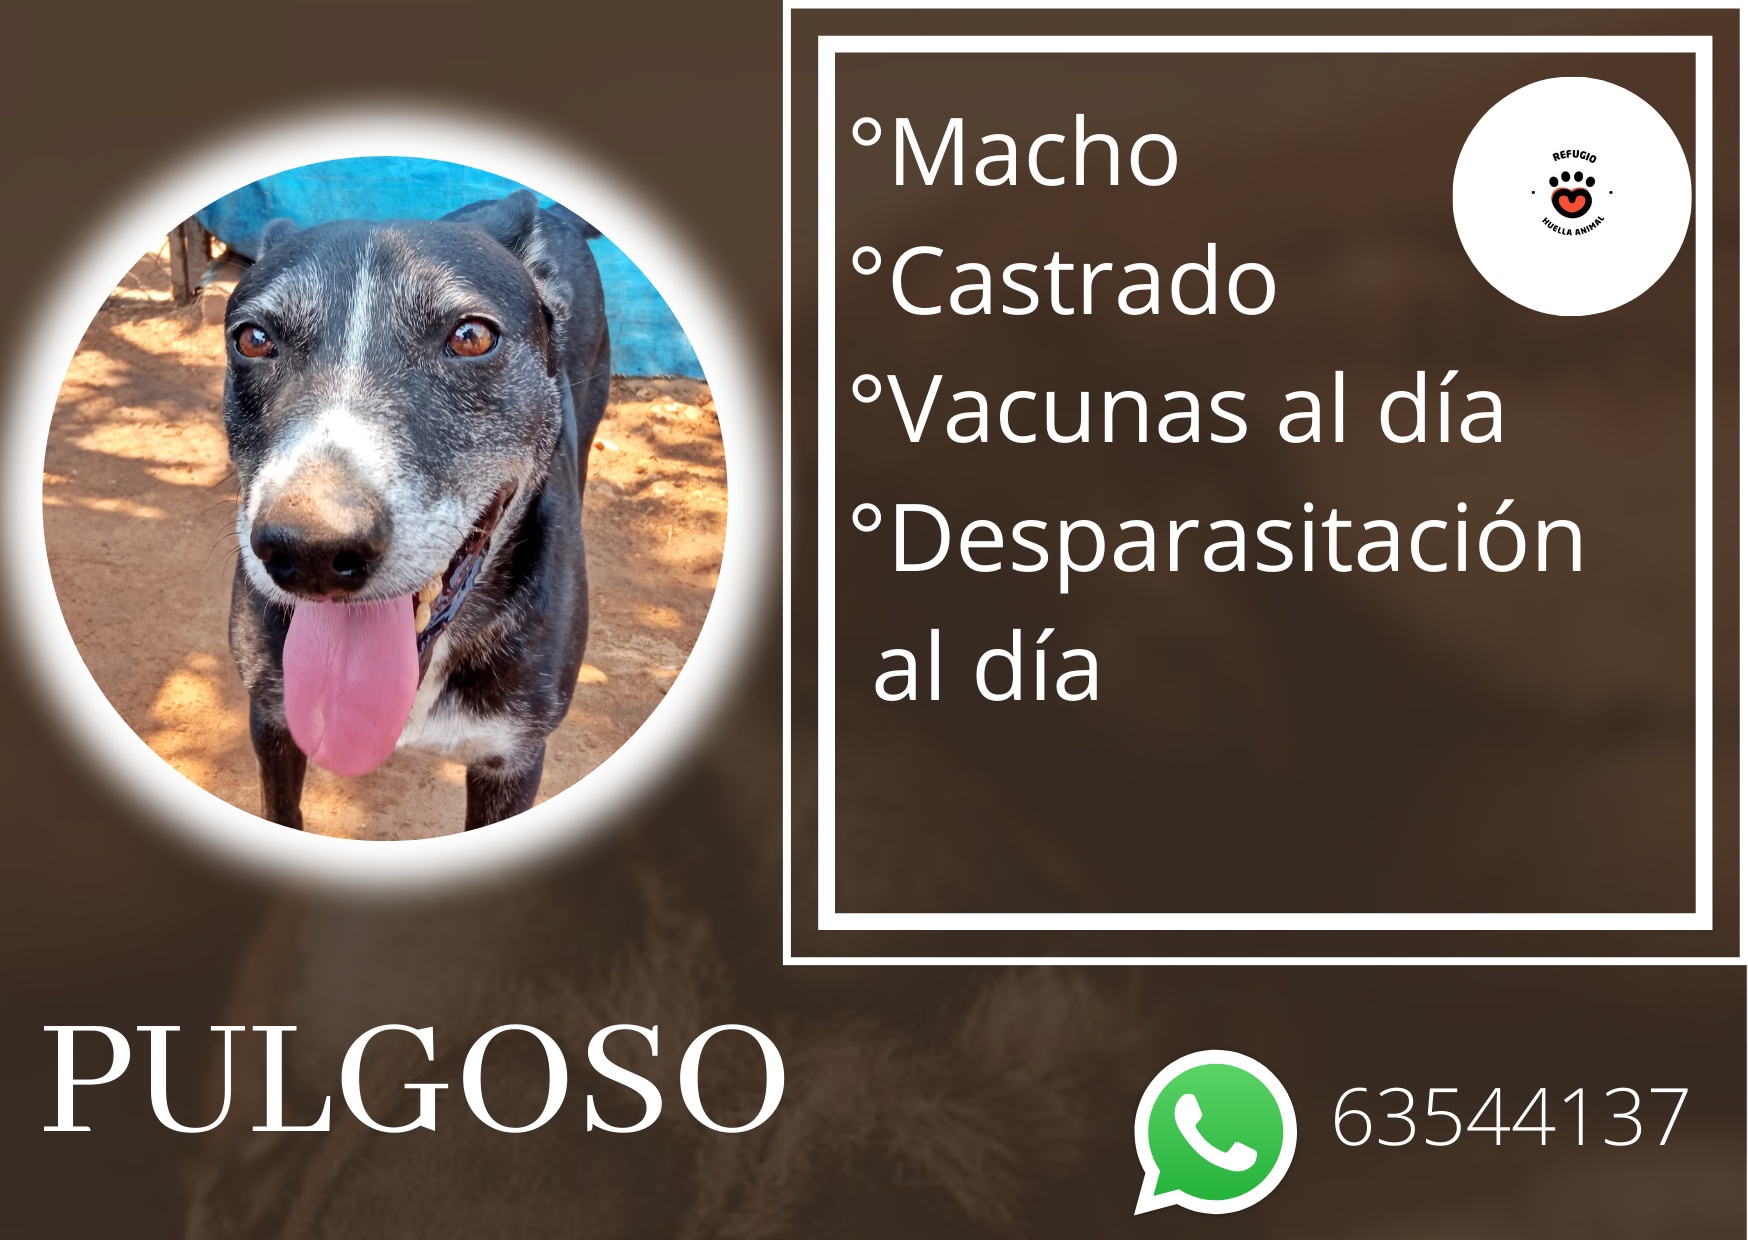 °Macho
°Castrado
°Vacunas al día
°Desparasitación
al día
REFUGIO
HUELLA ANIMAL
PULGOSO
63544137